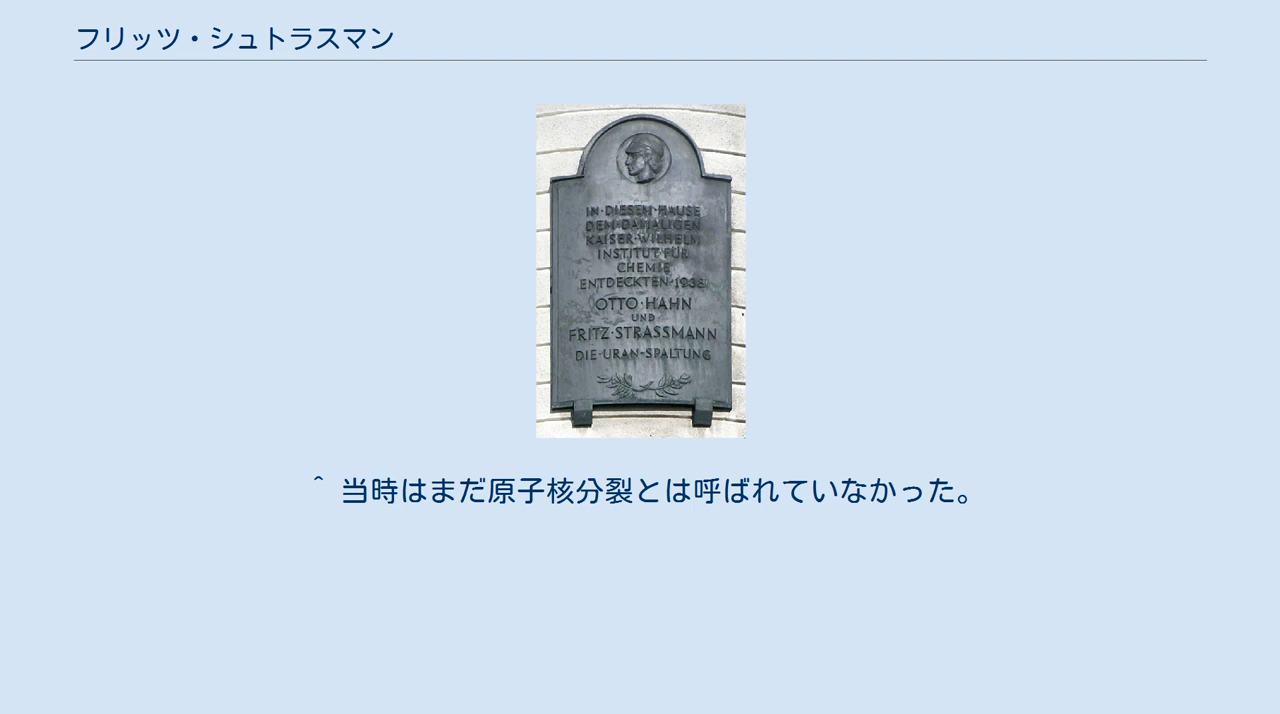 フリッツ・シュトラスマン
IN·DIESEM·HAUSE
DEM·DAMALIGEN
KAISER·WILHELM
INSTITUT·FÜR
CHEMIE
ENTDECKTEN·1938
OTTO·HAHN
UND
FRITZ·STRASSMANN
DIE·URAN-SPALTUNG
^ 当時はまだ原子核分裂とは呼ばれていなかった。